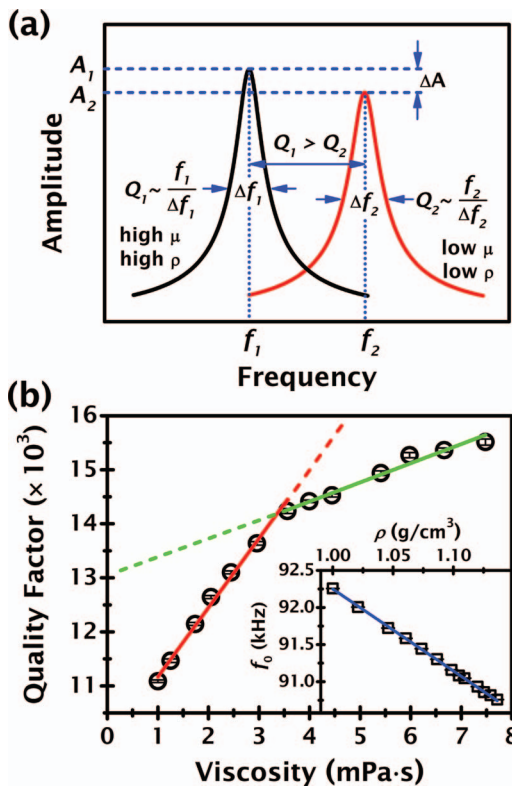 (a)
A₁
A₂
ΔA
Q₁ > Q₂
Q₁~ f₁/Δf₁
Δf₁
Δf₂
Q₂~ f₂/Δf₂
high μ
high ρ
low μ
low ρ
Amplitude
f₁
f₂
Frequency
(b)
16
15
14
13
12
11
Quality Factor (× 10³)
ρ (g/cm³)
1.00
1.05
1.10
92.5
92.0
91.5
91.0
f₀ (kHz)
0
1
2
3
4
5
6
7
8
Viscosity (mPa·s)